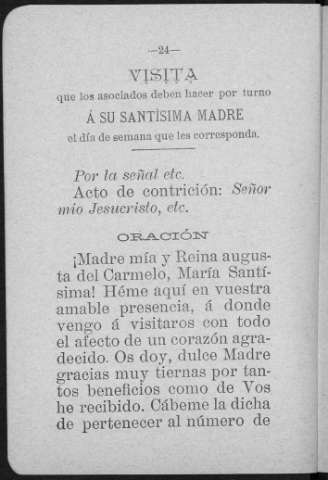 —24—
VISITA
que los asociados deben hacer por turno
Á SU SANTÍSIMA MADRE
el día de semana que les corresponda.
Por la señal etc.
Acto de contrición: Señor
mio Jesucristo, etc.
ORACIÓN
¡Madre mía y Reina augus-
ta del Carmelo, María Santí-
sima! Héme aquí en vuestra
amable presencia, á donde
vengo á visitaros con todo
el afecto de un corazón agra-
decido. Os doy, dulce Madre
gracias muy tiernas por tan-
tos beneficios como de Vos
he recibido. Cábeme la dicha
de pertenecer al número de